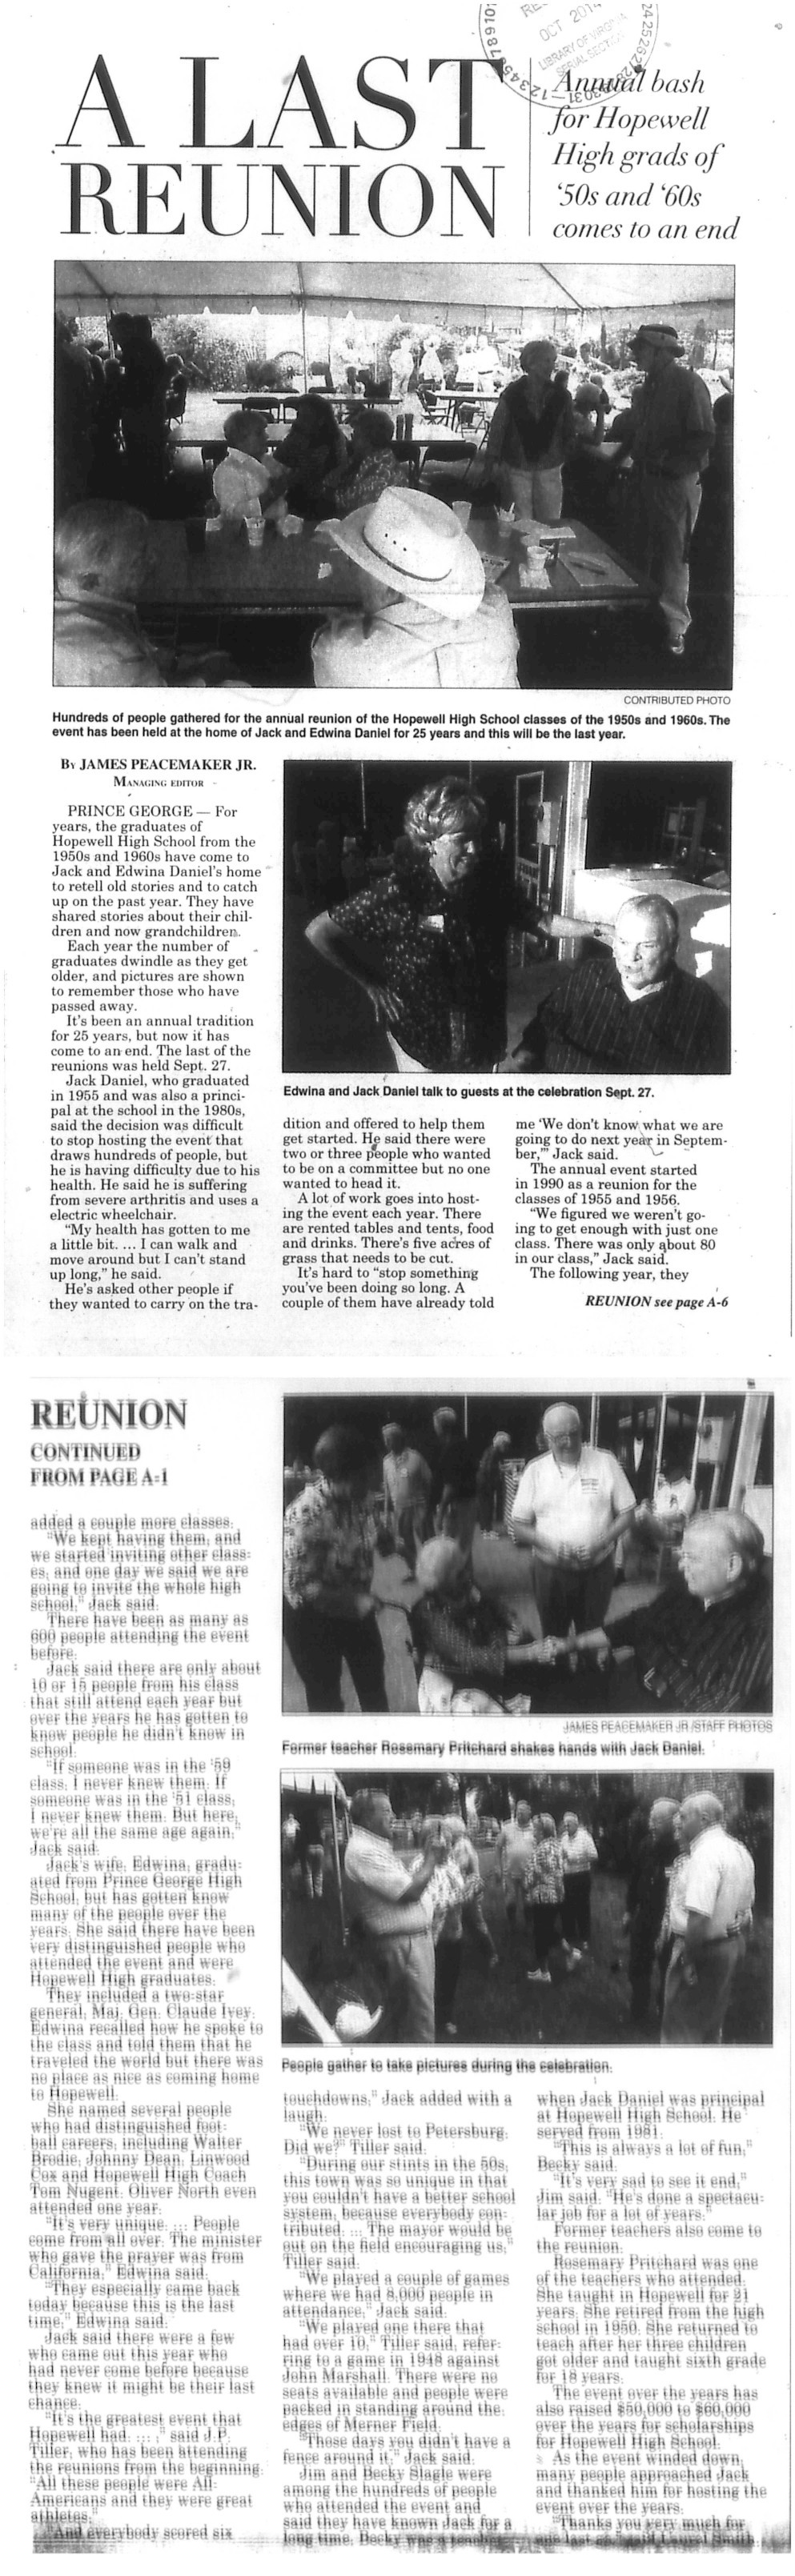 A LAST
REUNION
Annual bash
for Hopewell
High grads of
‘50s and ‘60s
comes to an end
OCT 2014
LIBRARY OF VIRGINIA
SERIAL SECTION
CONTRIBUTED PHOTO
Hundreds of people gathered for the annual reunion of the Hopewell High School classes of the 1950s and 1960s. The
event has been held at the home of Jack and Edwina Daniel for 25 years and this will be the last year.
By JAMES PEACEMAKER JR.
MANAGING EDITOR
PRINCE GEORGE — For
years, the graduates of
Hopewell High School from the
1950s and 1960s have come to
Jack and Edwina Daniel's home
to retell old stories and to catch
up on the past year. They have
shared stories about their chil-
dren and now grandchildren.
Each year the number of
graduates dwindle as they get
older, and pictures are shown
to remember those who have
passed away.
It's been an annual tradition
for 25 years, but now it has
come to an end. The last of the
reunions was held Sept. 27.
Jack Daniel, who graduated
in 1955 and was also a princi-
pal at the school in the 1980s,
said the decision was difficult
to stop hosting the event that
draws hundreds of people, but
he is having difficulty due to his
health. He said he is suffering
from severe arthritis and uses a
electric wheelchair.
“My health has gotten to me
a little bit. ... I can walk and
move around but I can't stand
up long,” he said.
He's asked other people if
they wanted to carry on the tra-
Edwina and Jack Daniel talk to guests at the celebration Sept. 27.
dition and offered to help them
get started. He said there were
two or three people who wanted
to be on a committee but no one
wanted to head it.
A lot of work goes into host-
ing the event each year. There
are rented tables and tents, food
and drinks. There's five acres of
grass that needs to be cut.
It's hard to “stop something
you've been doing so long. A
couple of them have already told
me ‘We don't know what we are
going to do next year in Septem-
ber,’” Jack said.
The annual event started
in 1990 as a reunion for the
classes of 1955 and 1956.
“We figured we weren't go-
ing to get enough with just one
class. There was only about 80
in our class,” Jack said.
The following year, they
REUNION see page A-6
REUNION
CONTINUED
FROM PAGE A-1
added a couple more classes.
“We kept having them, and
we started inviting other class-
es, and one day we said we are
going to invite the whole high
school,” Jack said.
There have been as many as
600 people attending the event
before.
Jack said there are only about
10 or 15 people from his class
that still attend each year but
over the years he has gotten to
know people he didn't know in
school.
“If someone was in the '59
class, I never knew them. If
someone was in the '51 class,
I never knew them. But here,
we're all the same age again,”
Jack said.
Jack's wife, Edwina, gradu-
ated from Prince George High
School, but has gotten know
many of the people over the
years. She said there have been
very distinguished people who
attended the event and were
Hopewell High graduates.
They included a two-star
general, Maj. Gen. Claude Ivey.
Edwina recalled how he spoke to
the class and told them that he
traveled the world but there was
no place as nice as coming home
to Hopewell.
She named several people
who had distinguished foot-
ball careers, including Walter
Brodie, Johnny Dean, Linwood
Cox and Hopewell High Coach
Tom Nugent. Oliver North even
attended one year.
“It's very unique. ... People
come from all over. The minister
who gave the prayer was from
California,” Edwina said.
“They especially came back
today because this is the last
time,” Edwina said.
Jack said there were a few
who came out this year who
had never come before because
they knew it might be their last
chance.
“It's the greatest event that
Hopewell had. ... ,” said J.P.
Tiller, who has been attending
the reunions from the beginning.
“All these people were All-
Americans and they were great
athletes.”
“And everybody scored six
JAMES PEACEMAKER JR./STAFF PHOTOS
Former teacher Rosemary Pritchard shakes hands with Jack Daniel.
People gather to take pictures during the celebration.
touchdowns,” Jack added with a
laugh.
“We never lost to Petersburg.
Did we?” Tiller said.
“During our stints in the 50s,
this town was so unique in that
you couldn't have a better school
system, because everybody con-
tributed. ... The mayor would be
out on the field encouraging us,”
Tiller said.
“We played a couple of games
where we had 8,000 people in
attendance,” Jack said.
“We played one there that
had over 10,” Tiller said, refer-
ring to a game in 1948 against
John Marshall. There were no
seats available and people were
packed in standing around the
edges of Merner Field.
“Those days you didn't have a
fence around it,” Jack said.
Jim and Becky Slagle were
among the hundreds of people
who attended the event and
said they have known Jack for a
long time. Becky was a teacher
when Jack Daniel was principal
at Hopewell High School. He
served from 1981.
“This is always a lot of fun,”
Becky said.
“It's very sad to see it end,”
Jim said. “He's done a spectacu-
lar job for a lot of years.”
Former teachers also come to
the reunion.
Rosemary Pritchard was one
of the teachers who attended.
She taught in Hopewell for 21
years. She retired from the high
school in 1950. She returned to
teach after her three children
got older and taught sixth grade
for 18 years.
The event over the years has
also raised $50,000 to $60,000
over the years for scholarships
for Hopewell High School.
As the event winded down,
many people approached Jack
and thanked him for hosting the
event over the years.
“Thanks you very much for
said Laurel Smith.